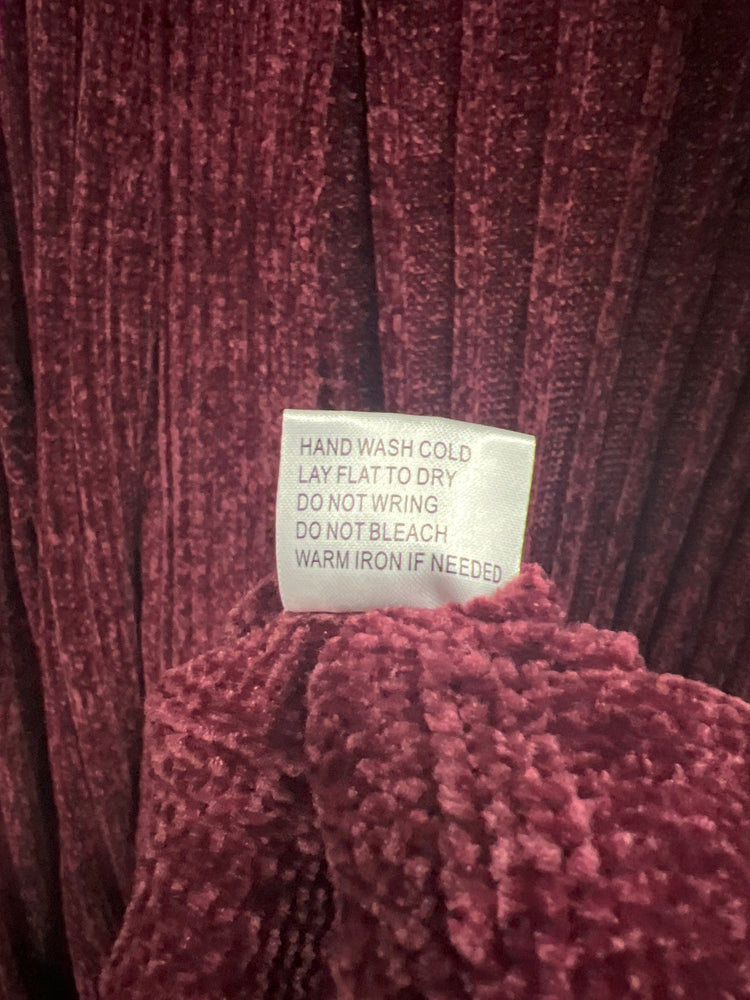 HAND WASH COLD
LAY FLAT TO DRY
DO NOT WRING
DO NOT BLEACH
WARM IRON IF NEEDED